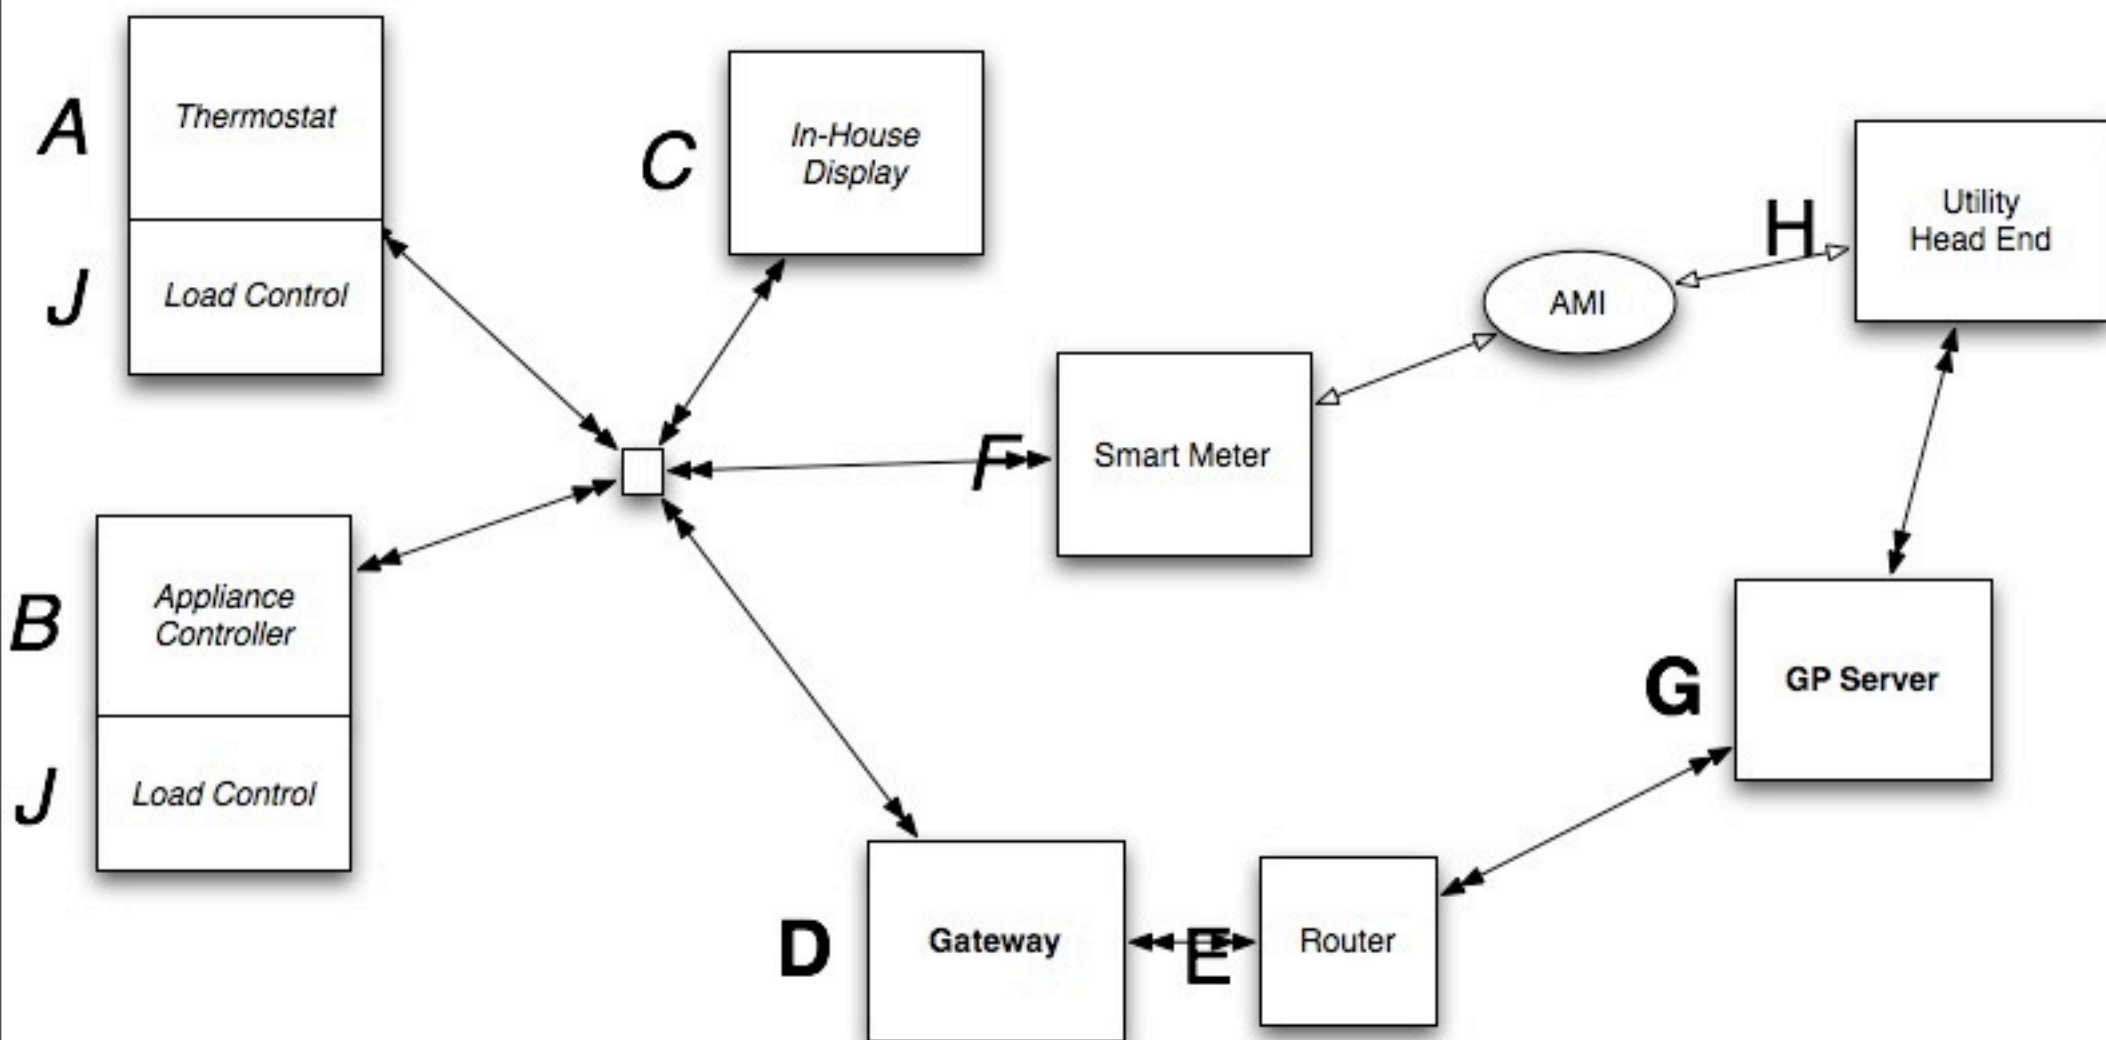 A
Thermostat
J
Load Control
C
In-House
Display
H
Utility
Head End
AMI
F
Smart Meter
B
Appliance
Controller
J
Load Control
G
GP Server
D
Gateway
E
Router